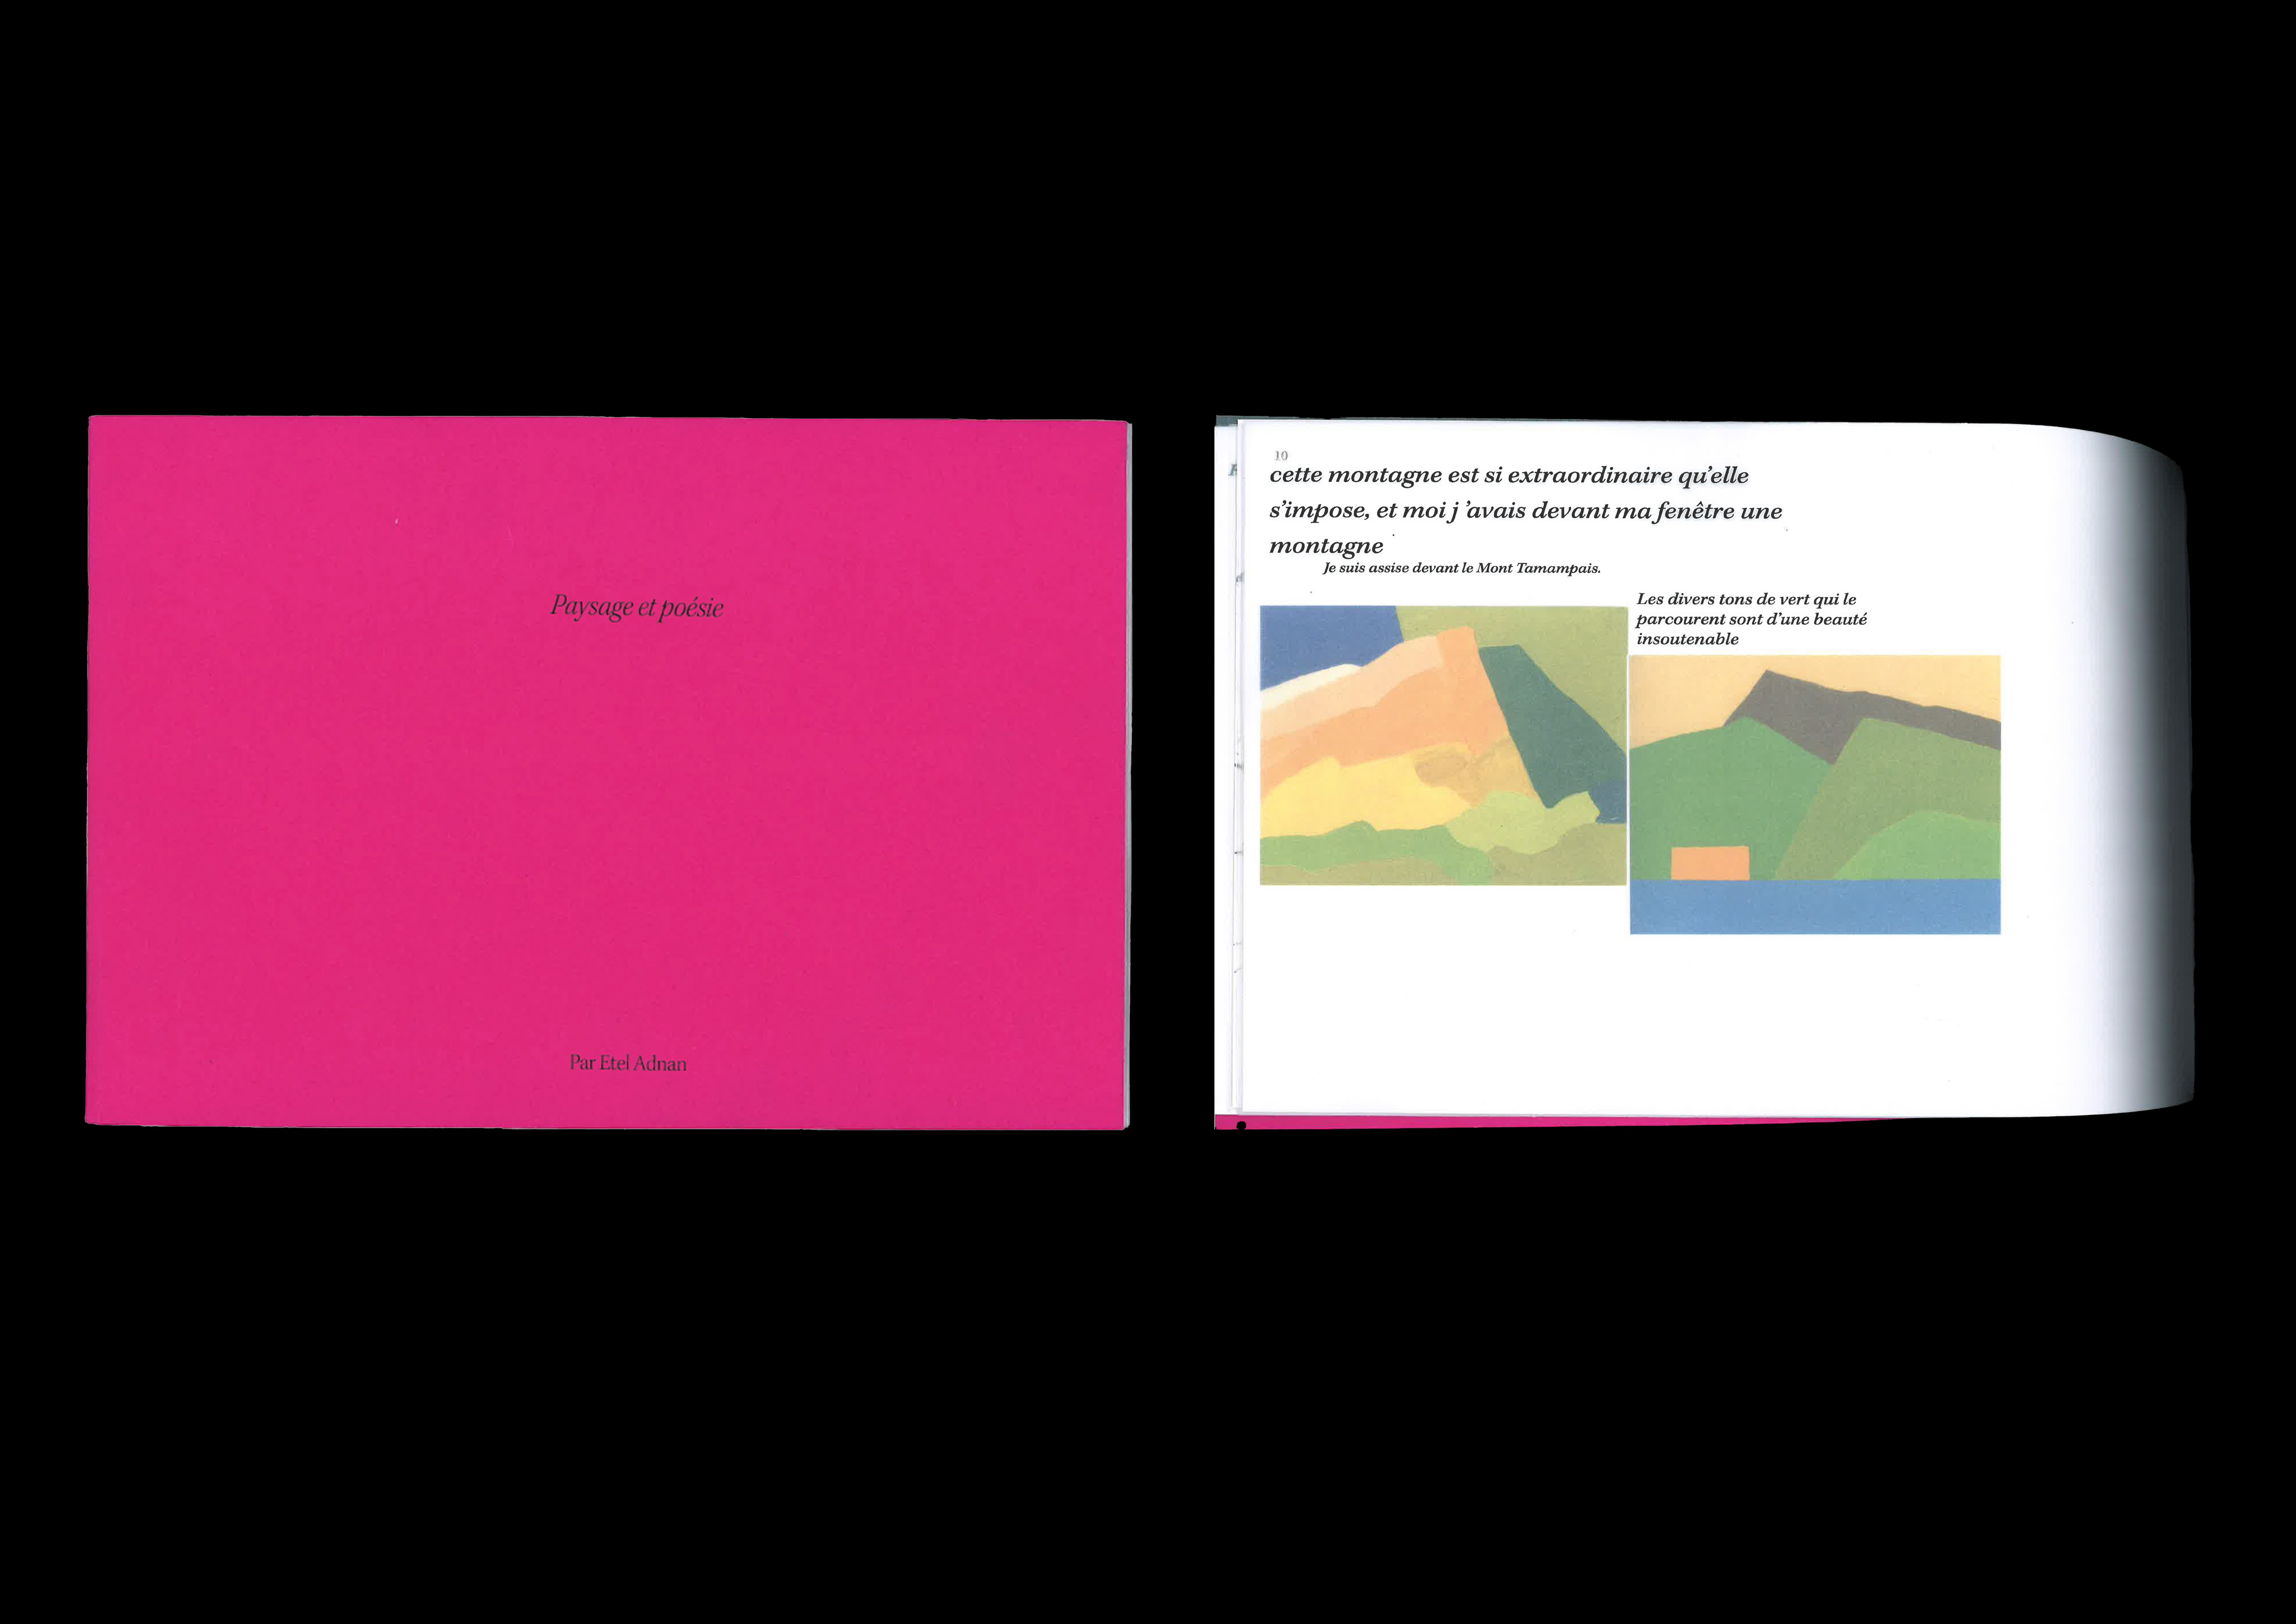 Paysage et poésie
Par Etel Adnan
10
cette montagne est si extraordinaire qu'elle
s'impose, et moi j 'avais devant ma fenêtre une
montagne
Je suis assise devant le Mont Tamampais.
Les divers tons de vert qui le
parcourent sont d'une beauté
insoutenable